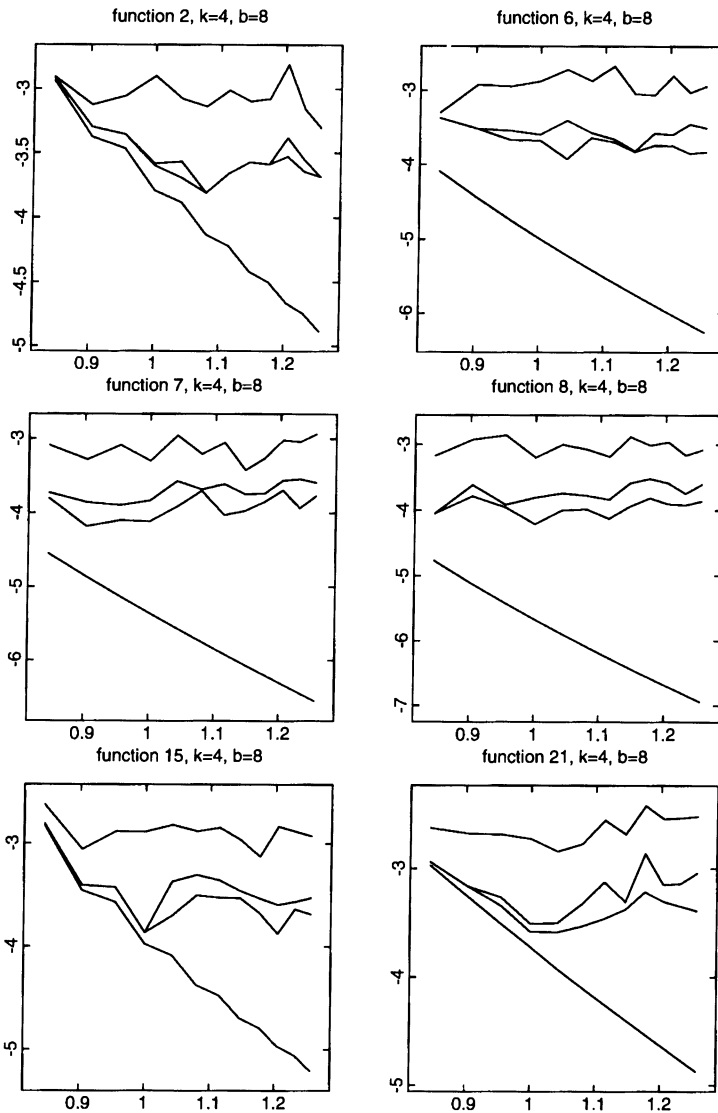 function 2, k=4, b=8
-3
-3.5
-4
-4.5
-5
0.9 1 1.1 1.2
function 6, k=4, b=8
-3
-4
-5
-6
0.9 1 1.1 1.2
function 7, k=4, b=8
-3
-4
-5
-6
0.9 1 1.1 1.2
function 8, k=4, b=8
-3
-4
-5
-6
-7
0.9 1 1.1 1.2
function 15, k=4, b=8
-3
-4
-5
0.9 1 1.1 1.2
function 21, k=4, b=8
-3
-4
-5
0.9 1 1.1 1.2